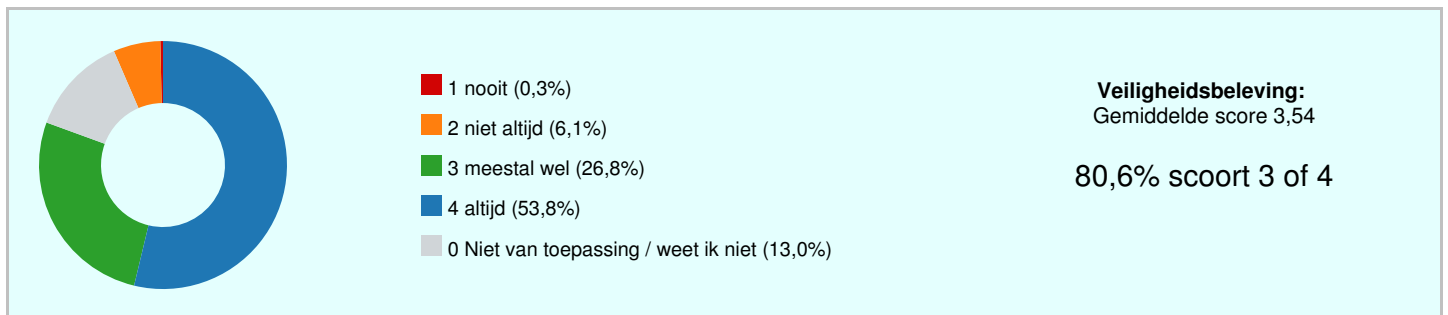 1 nooit (0,3%)
2 niet altijd (6,1%)
3 meestal wel (26,8%)
4 altijd (53,8%)
0 Niet van toepassing / weet ik niet (13,0%)
Veiligheidsbeleving:
Gemiddelde score 3,54
80,6% scoort 3 of 4